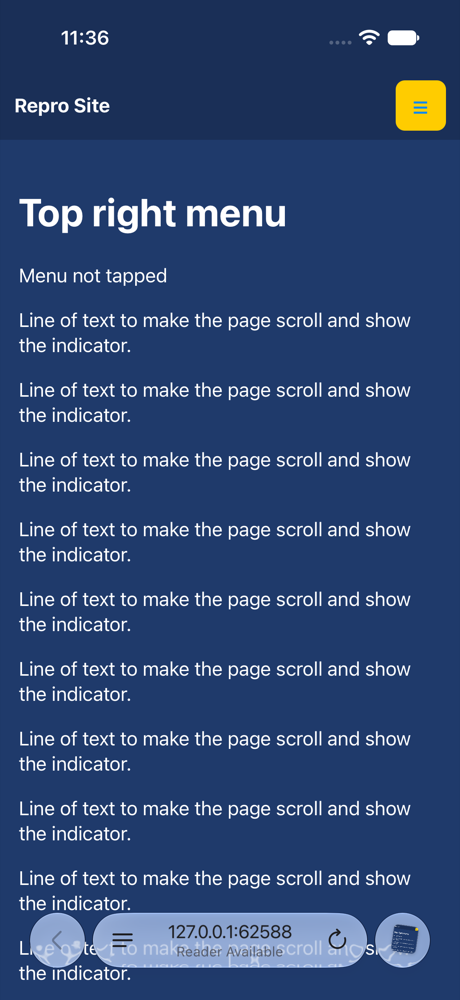 11:36
Repro Site
Top right menu
Menu not tapped
Line of text to make the page scroll and show
the indicator.
Line of text to make the page scroll and show
the indicator.
Line of text to make the page scroll and show
the indicator.
Line of text to make the page scroll and show
the indicator.
Line of text to make the page scroll and show
the indicator.
Line of text to make the page scroll and show
the indicator.
Line of text to make the page scroll and show
the indicator.
Line of text to make the page scroll and show
the indicator.
Line of text to make the page scroll and show
the indicator.
127.0.0.1:62588
Reader Available
the indicator.